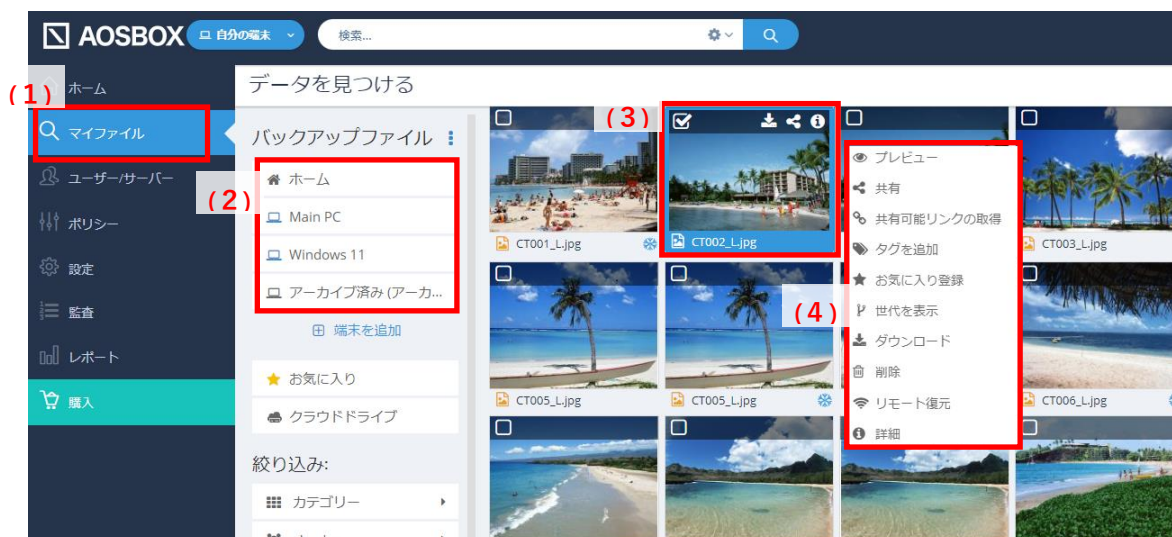 AOSBOX 自分の端末 検索...
(1) ホーム
マイファイル
ユーザー/サーバー
ポリシー
設定
監査
レポート
購入
データを見つける
バックアップファイル
(2) ホーム
Main PC
Windows 11
アーカイブ済み (アーカ...
端末を追加
お気に入り
クラウドドライブ
絞り込み:
カテゴリー
(3)
CT001_L.jpg
CT002_L.jpg
CT003_L.jpg
CT005_L.jpg
CT005_L.jpg
CT006_L.jpg
(4)
プレビュー
共有
共有可能リンクの取得
タグを追加
お気に入り登録
世代を表示
ダウンロード
削除
リモート復元
詳細